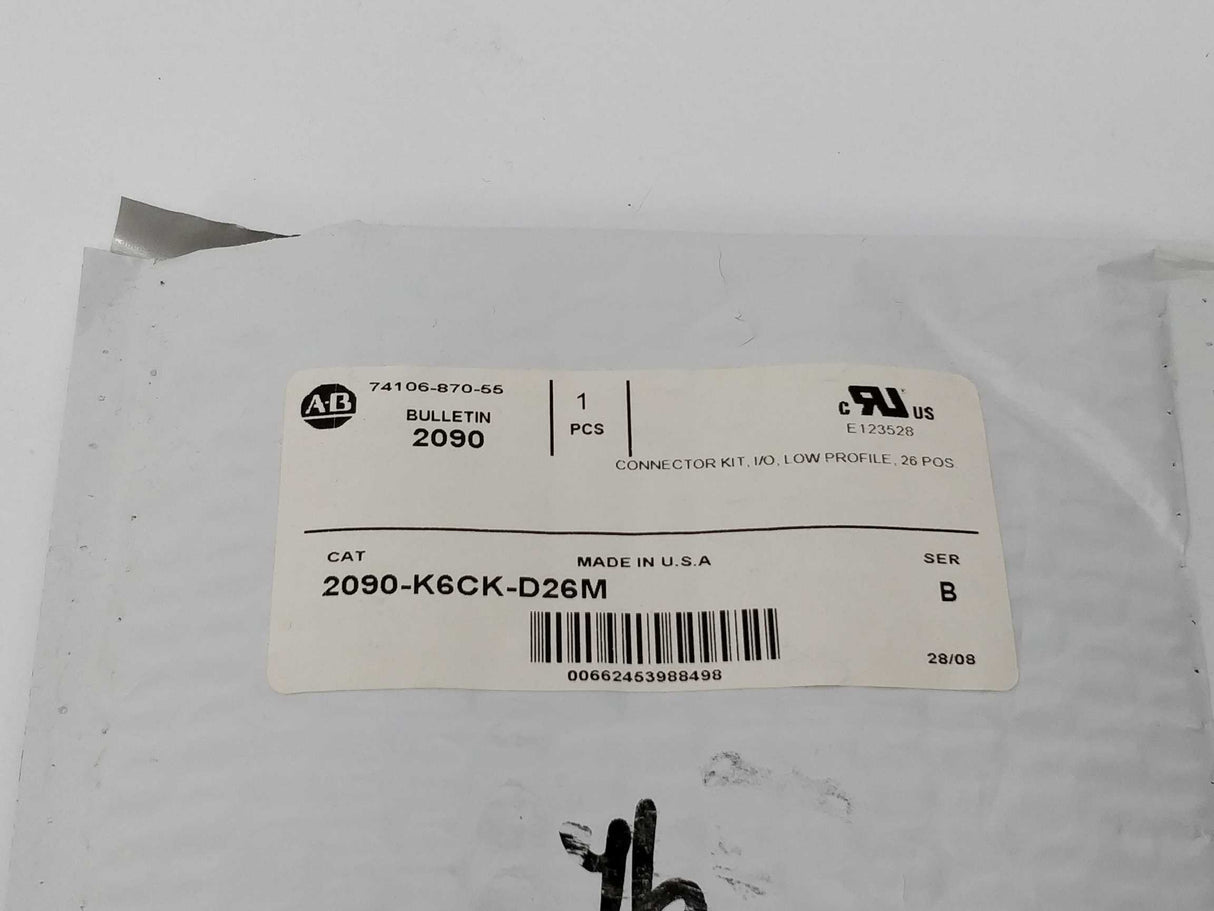 A-B
74106-870-55
BULLETIN
2090
1
PCS
c RU US
E123528
CONNECTOR KIT, I/O, LOW PROFILE, 26 POS
CAT
MADE IN U.S.A
SER
2090-K6CK-D26M
B
00662453988498
28/08